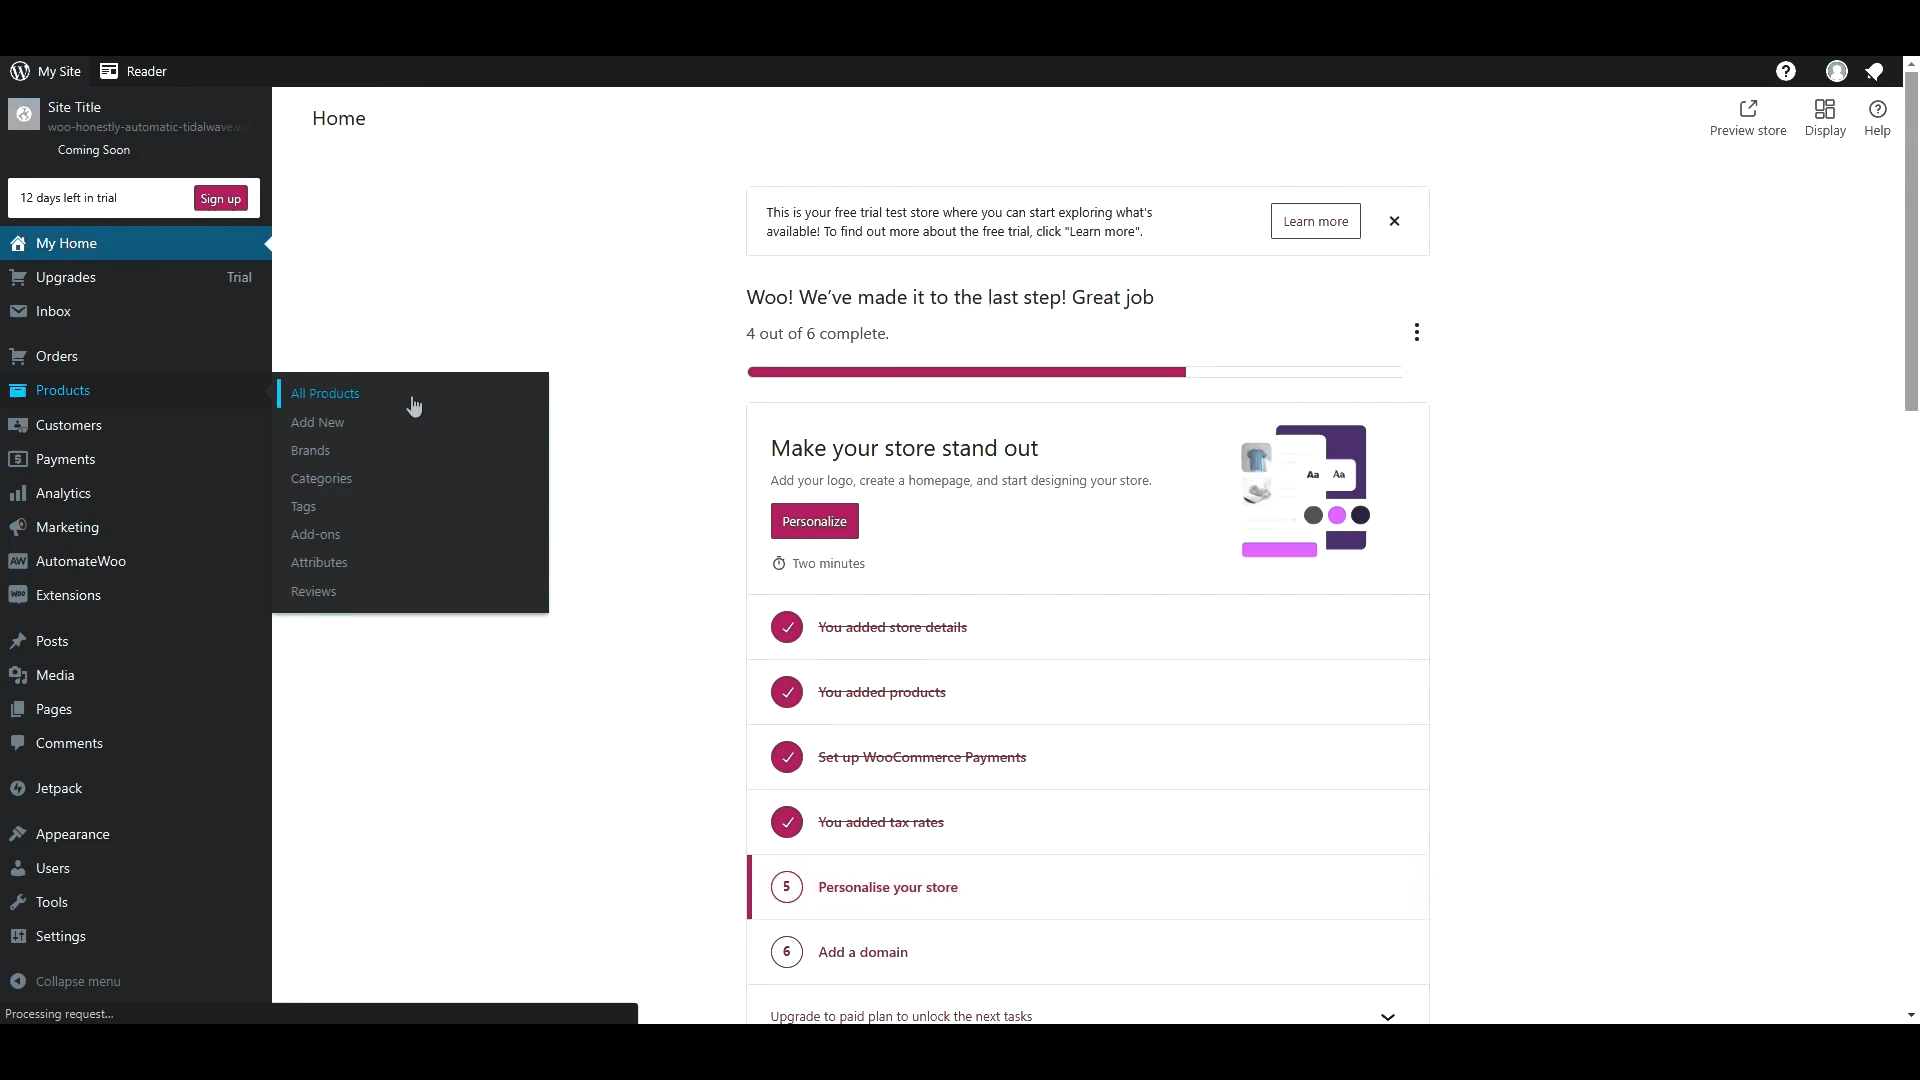 My Site
Reader
Site Title
woo-honestly-automatic-tidalwave
Coming Soon
12 days left in trial
Sign up
My Home
Upgrades
Trial
Inbox
Orders
Products
Customers
Payments
Analytics
Marketing
AW AutomateWoo
woo Extensions
Posts
Media
Pages
Comments
Jetpack
Appearance
Users
Tools
Settings
Collapse menu
Processing request...
All Products
Add New
Brands
Categories
Tags
Add-ons
Attributes
Reviews
Home
Preview store
Display
Help
This is your free trial test store where you can start exploring what's
available! To find out more about the free trial, click "Learn more".
Learn more
Woo! We've made it to the last step! Great job
4 out of 6 complete.
Make your store stand out
Add your logo, create a homepage, and start designing your store.
Personalize
Two minutes
Aa Aa
You added store details
You added products
Set up WooCommerce Payments
You added tax rates
5 Personalise your store
6 Add a domain
Upgrade to paid plan to unlock the next tasks